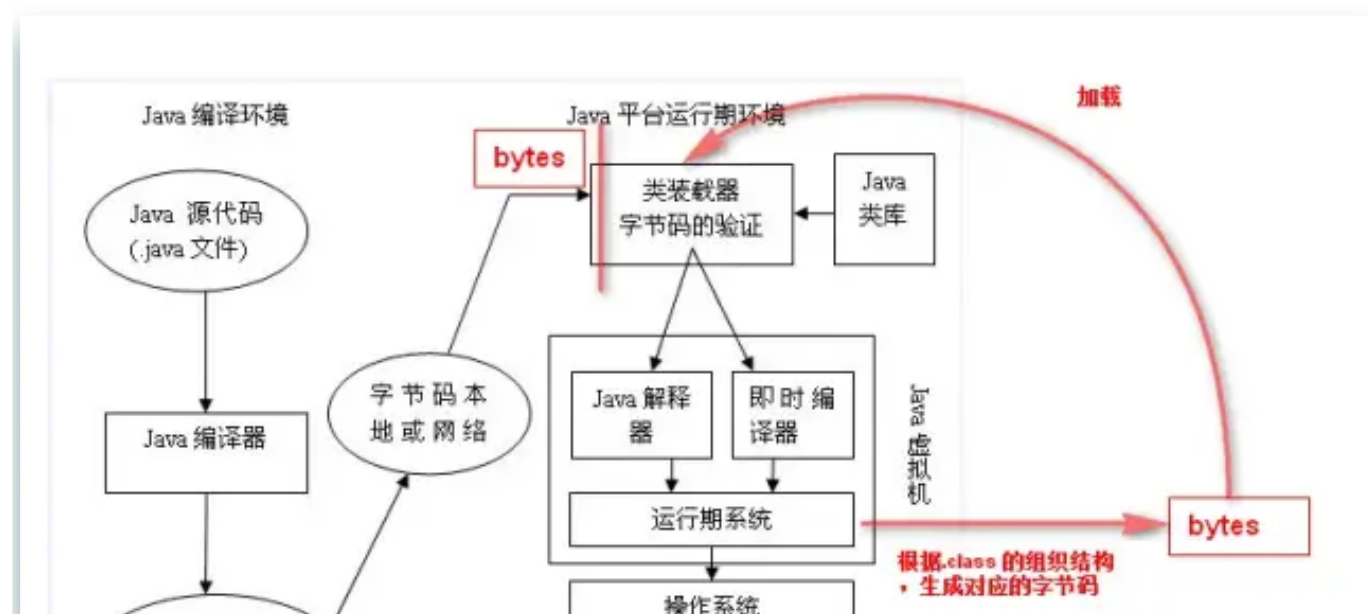 Java 编译环境
Java 平台运行期环境
加载
bytes
Java 源代码
(.java 文件)
类装载器
字节码的验证
Java
类库
字节码本
地或网络
Java 解释
器
即时编
译器
Java 虚拟机
Java 编译器
运行期系统
bytes
根据.class 的组织结构
，生成对应的字节码
操作系统